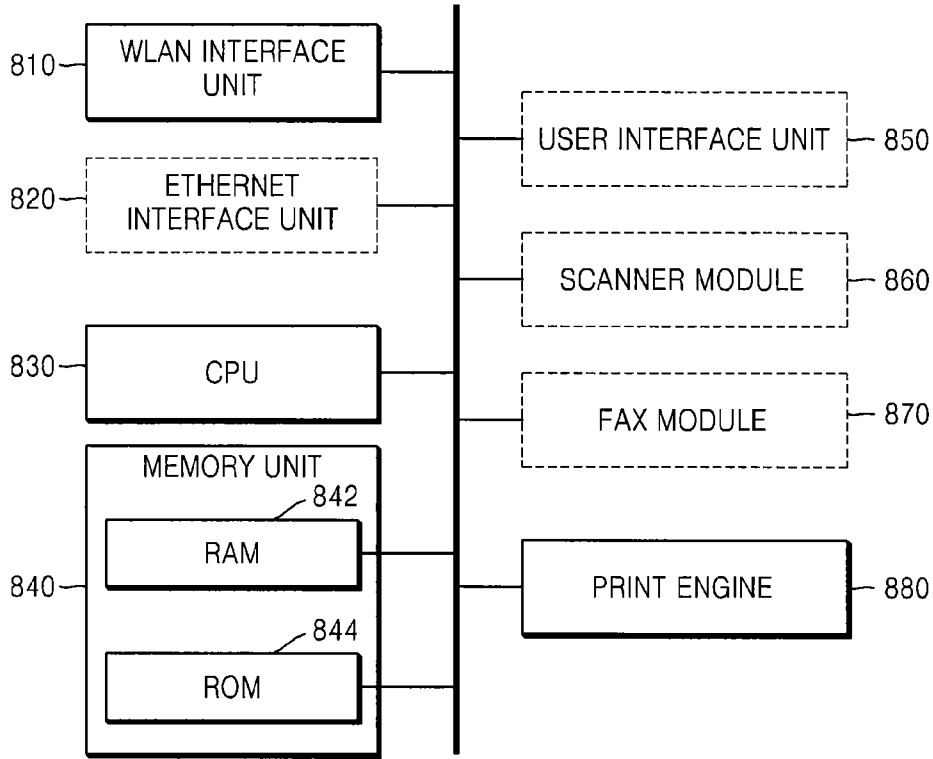 810
WLAN INTERFACE
UNIT
820
ETHERNET
INTERFACE UNIT
830
CPU
840
MEMORY UNIT
842
RAM
844
ROM
USER INTERFACE UNIT
850
SCANNER MODULE
860
FAX MODULE
870
PRINT ENGINE
880